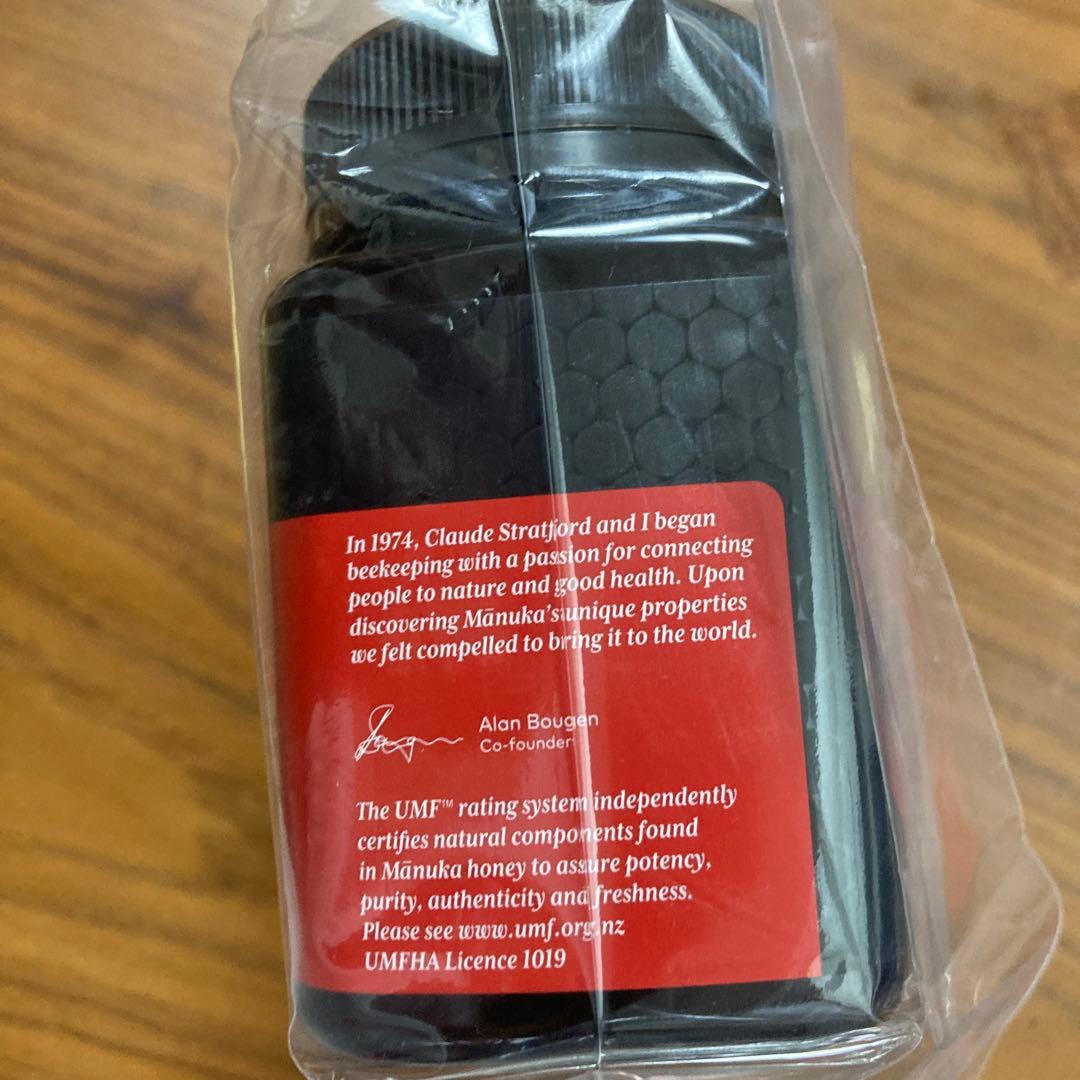 In 1974, Claude Stratford and I began
beekeeping with a passion for connecting
people to nature and good health. Upon
discovering Mānuka's unique properties
we felt compelled to bring it to the world.
Alan Bougen
Co-founder
The UMF™ rating system independently
certifies natural components found
in Mānuka honey to assure potency,
purity, authenticity and freshness.
Please see www.umf.org.nz
UMFHA Licence 1019